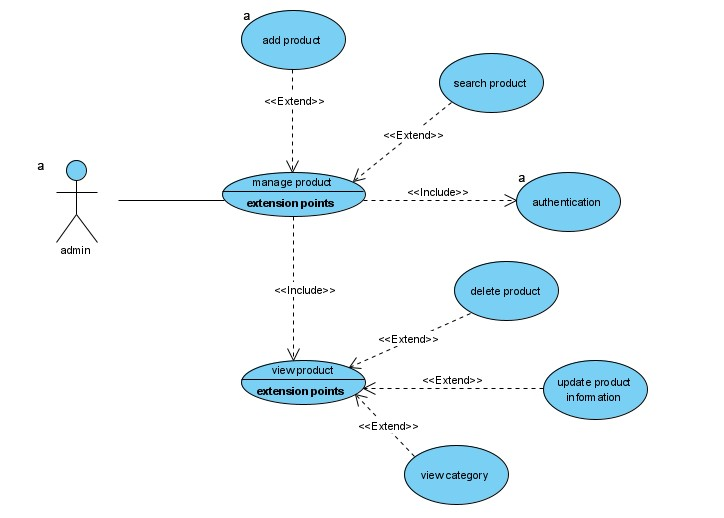 a
add product
search product
<<Extend>>
<<Extend>>
a
manage product
extension points
<<Include>>
a
authentication
admin
<<Include>>
delete product
<<Extend>>
view product
extension points
<<Extend>>
update product
information
<<Extend>>
view category